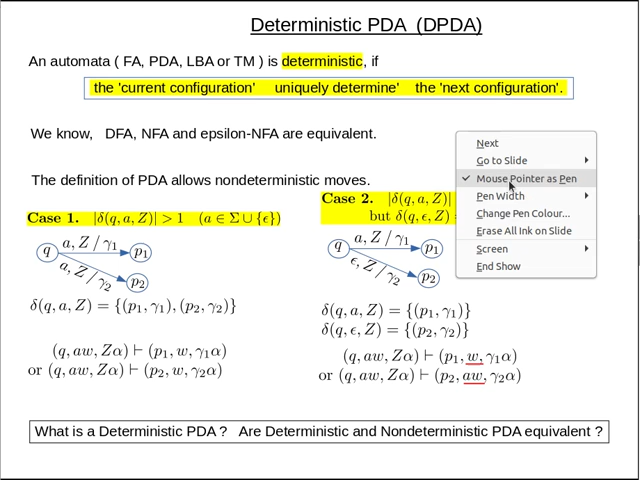 Deterministic PDA (DPDA)
An automata ( FA, PDA, LBA or TM ) is deterministic, if
the 'current configuration' uniquely determine' the 'next configuration'.
We know, DFA, NFA and epsilon-NFA are equivalent.
The definition of PDA allows nondeterministic moves.
Case 1. |δ(q, a, Z)| > 1 (a ∈ Σ ∪ {ϵ})
q a, Z / γ₁ p₁
a, Z / γ₂ p₂
δ(q, a, Z) = {(p₁, γ₁), (p₂, γ₂)}
(q, aw, Zα) ⊢ (p₁, w, γ₁α)
or (q, aw, Zα) ⊢ (p₂, w, γ₂α)
Case 2. |δ(q, a, Z)|
but δ(q, ϵ, Z) =
q a, Z / γ₁ p₁
ϵ, Z / γ₂ p₂
δ(q, a, Z) = {(p₁, γ₁)}
δ(q, ϵ, Z) = {(p₂, γ₂)}
(q, aw, Zα) ⊢ (p₁, w, γ₁α)
or (q, aw, Zα) ⊢ (p₂, aw, γ₂α)
Next
Go to Slide
Mouse Pointer as Pen
Pen Width
Change Pen Colour...
Erase All Ink on Slide
Screen
End Show
What is a Deterministic PDA ? Are Deterministic and Nondeterministic PDA equivalent ?